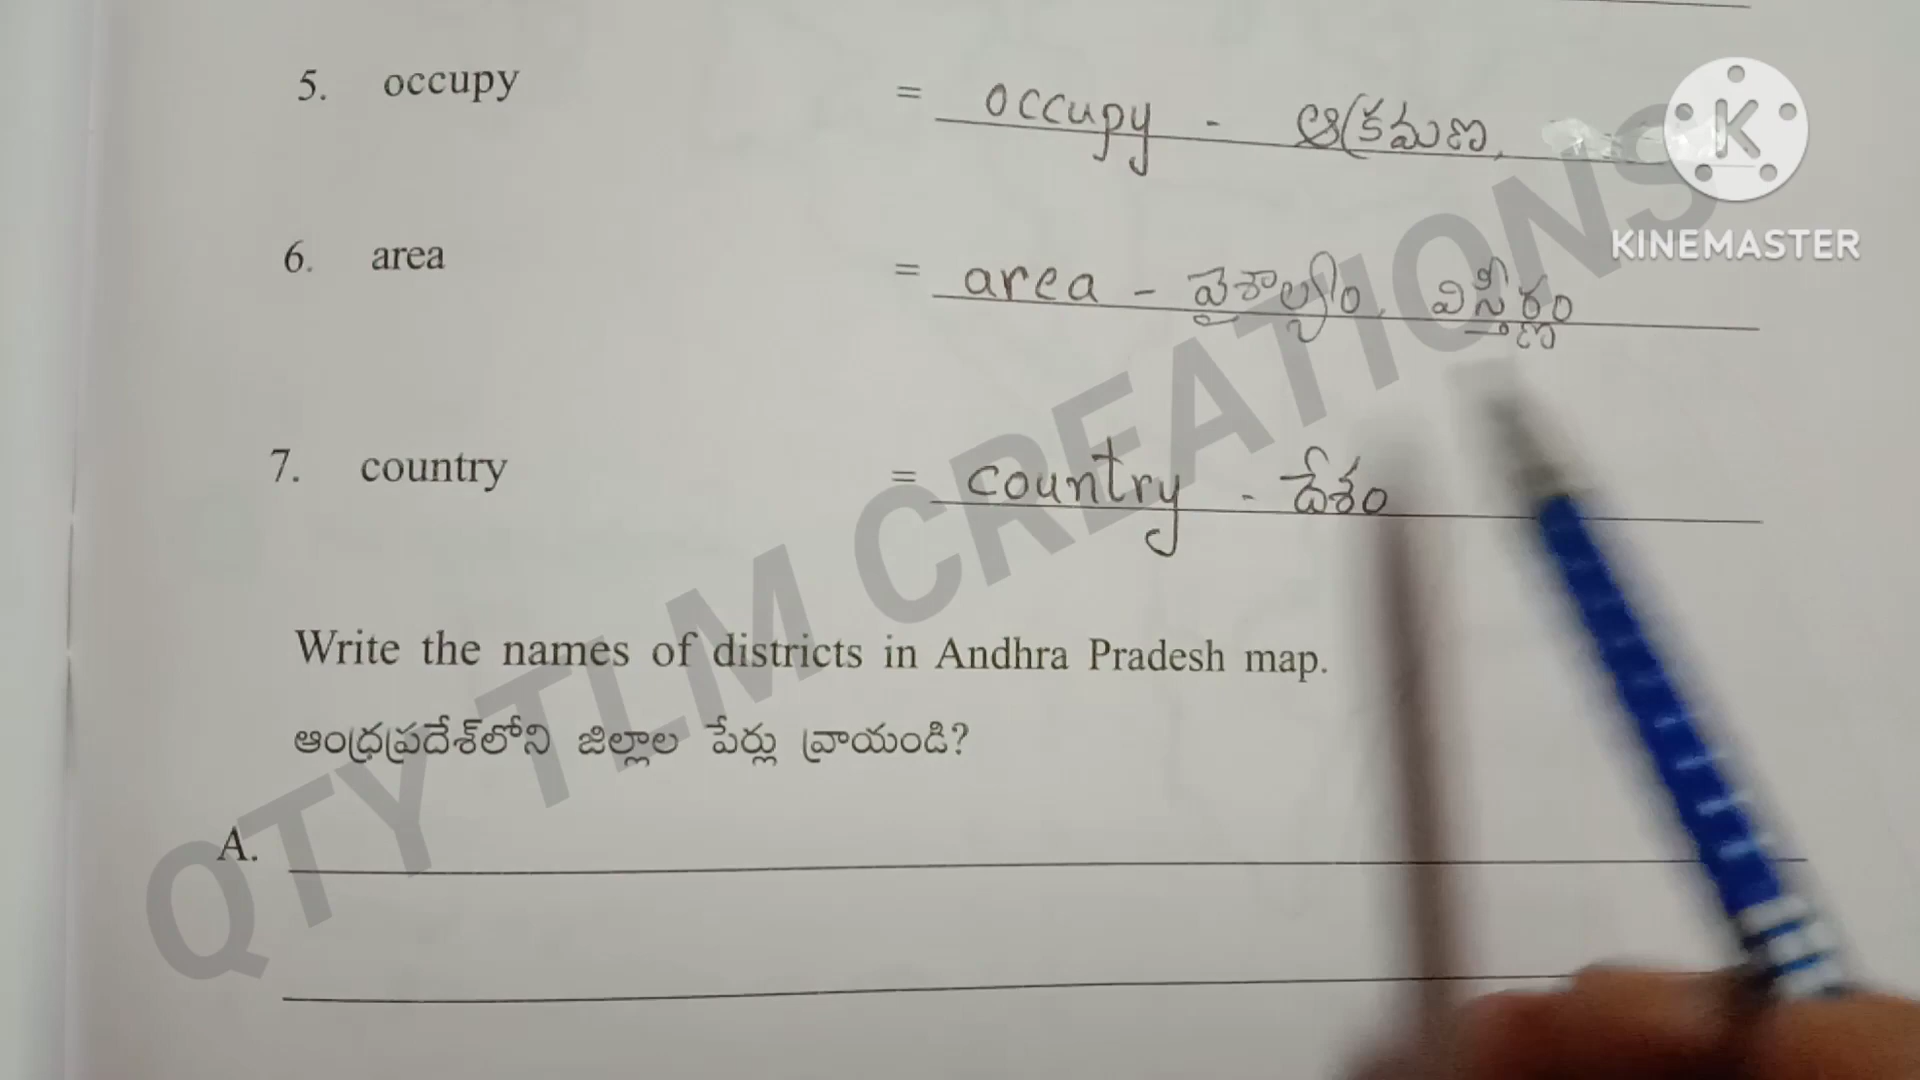 5. occupy = occupy - ఆక్రమణ,
K
KINEMASTER
6. area = area - వైశాల్యం, విస్తీర్ణం
7. country = country - దేశం
Write the names of districts in Andhra Pradesh map.
ఆంధ్రప్రదేశ్‌లోని జిల్లాల పేర్లు వ్రాయండి?
A.
QTY TLM CREATIONS